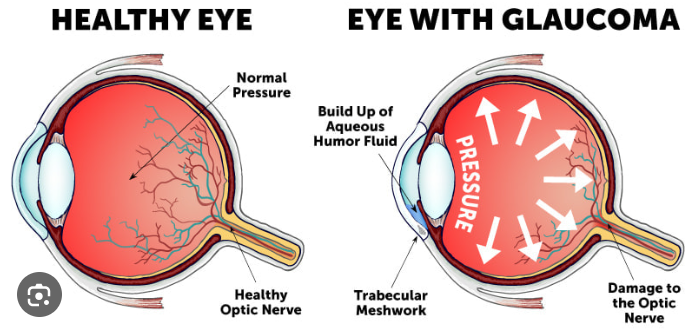 HEALTHY EYE
Normal
Pressure
Healthy
Optic Nerve
EYE WITH GLAUCOMA
Build Up of
Aqueous
Humor Fluid
PRESSURE
Trabecular
Meshwork
Damage to
the Optic
Nerve